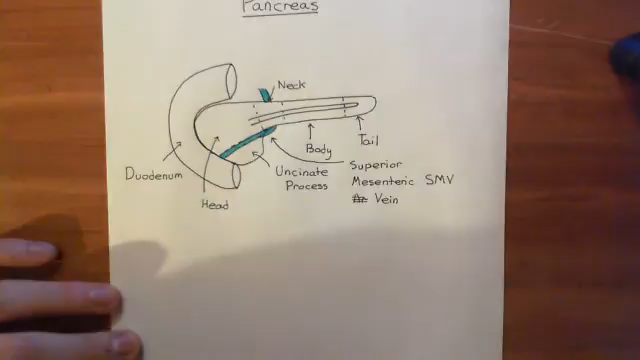 Pancreas
Neck
Body
Tail
Duodenum
Uncinate
Process
Superior
Mesenteric SMV
Vein
Head